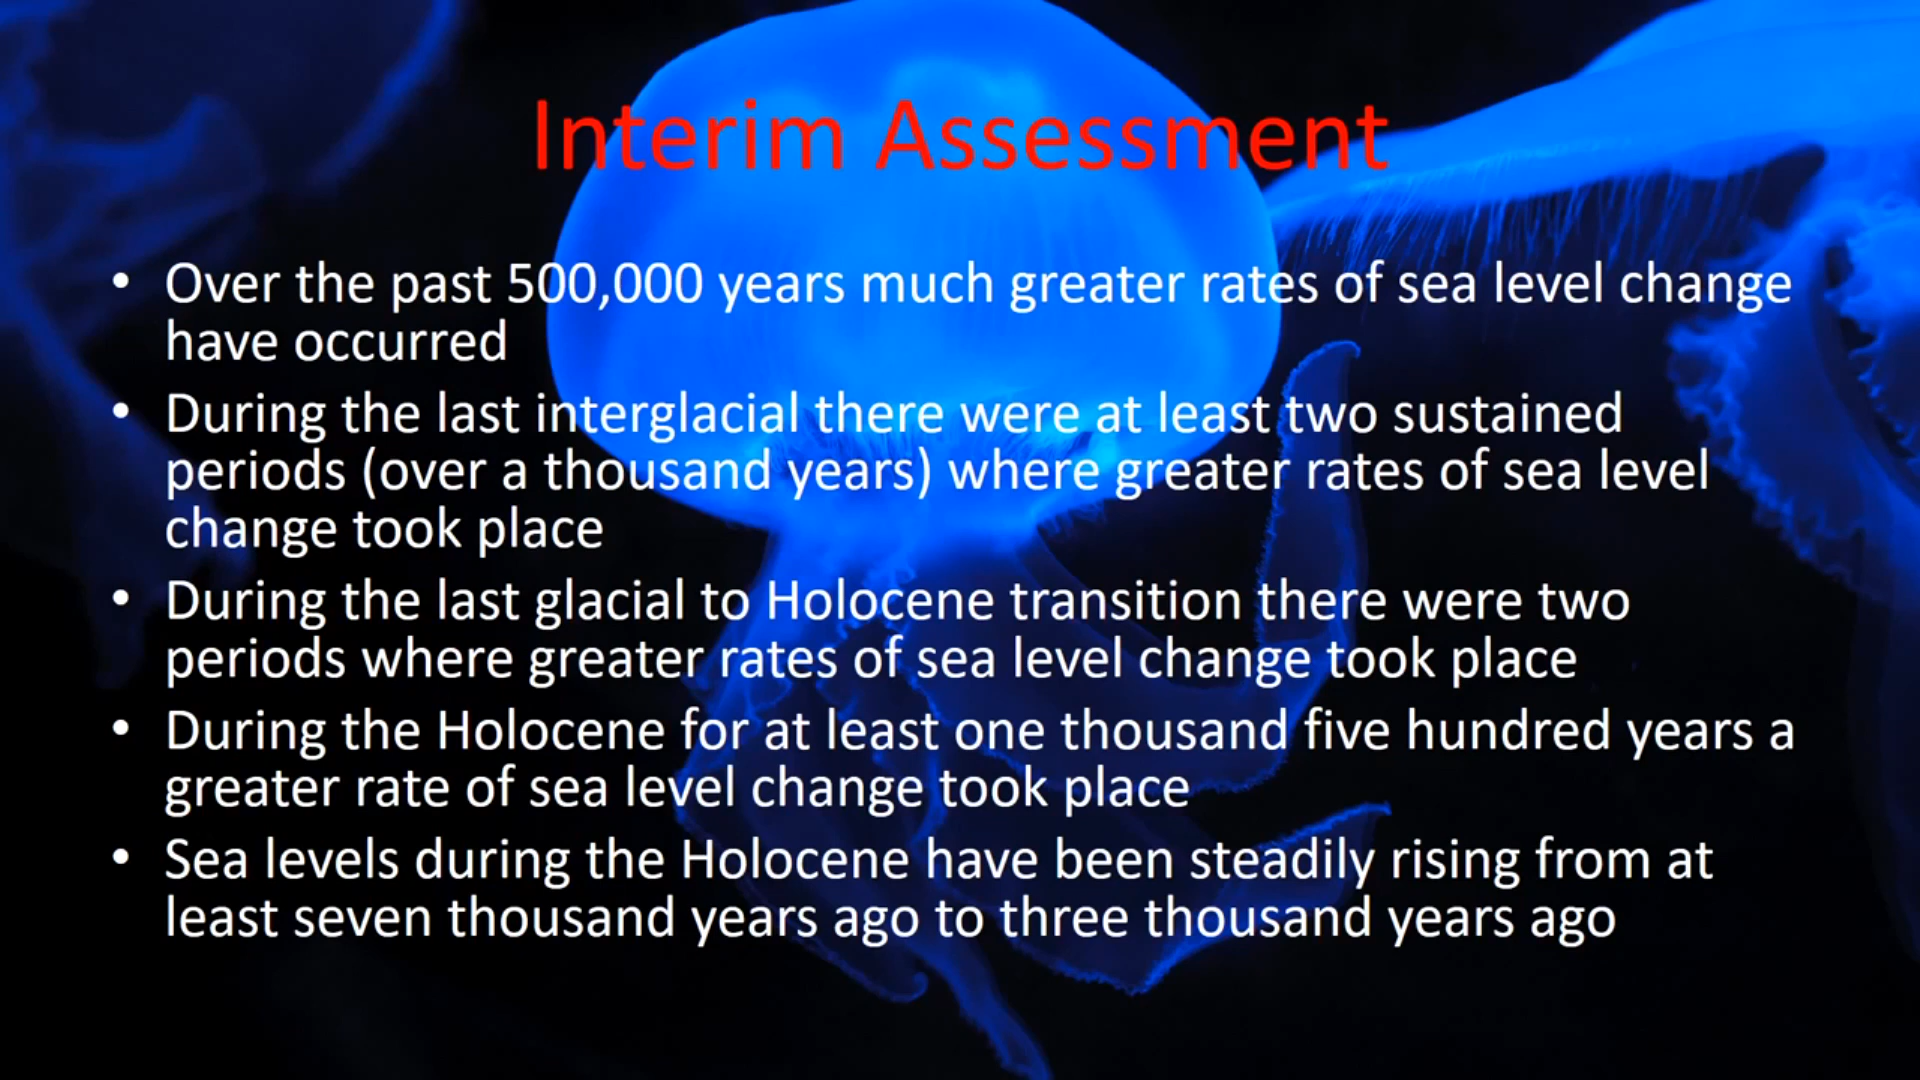 Interim Assessment
• Over the past 500,000 years much greater rates of sea level change
have occurred
• During the last interglacial there were at least two sustained
periods (over a thousand years) where greater rates of sea level
change took place
• During the last glacial to Holocene transition there were two
periods where greater rates of sea level change took place
• During the Holocene for at least one thousand five hundred years a
greater rate of sea level change took place
• Sea levels during the Holocene have been steadily rising from at
least seven thousand years ago to three thousand years ago